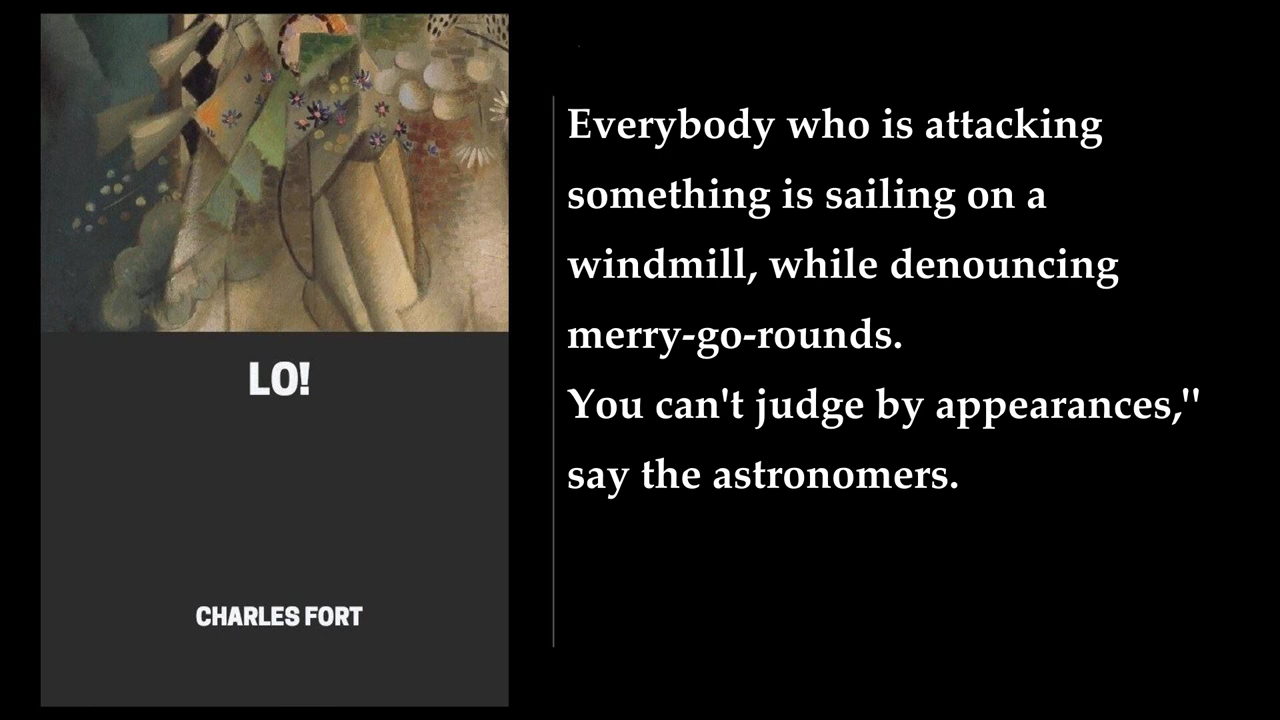 LO!
CHARLES FORT
Everybody who is attacking
something is sailing on a
windmill, while denouncing
merry-go-rounds.
You can't judge by appearances,"
say the astronomers.